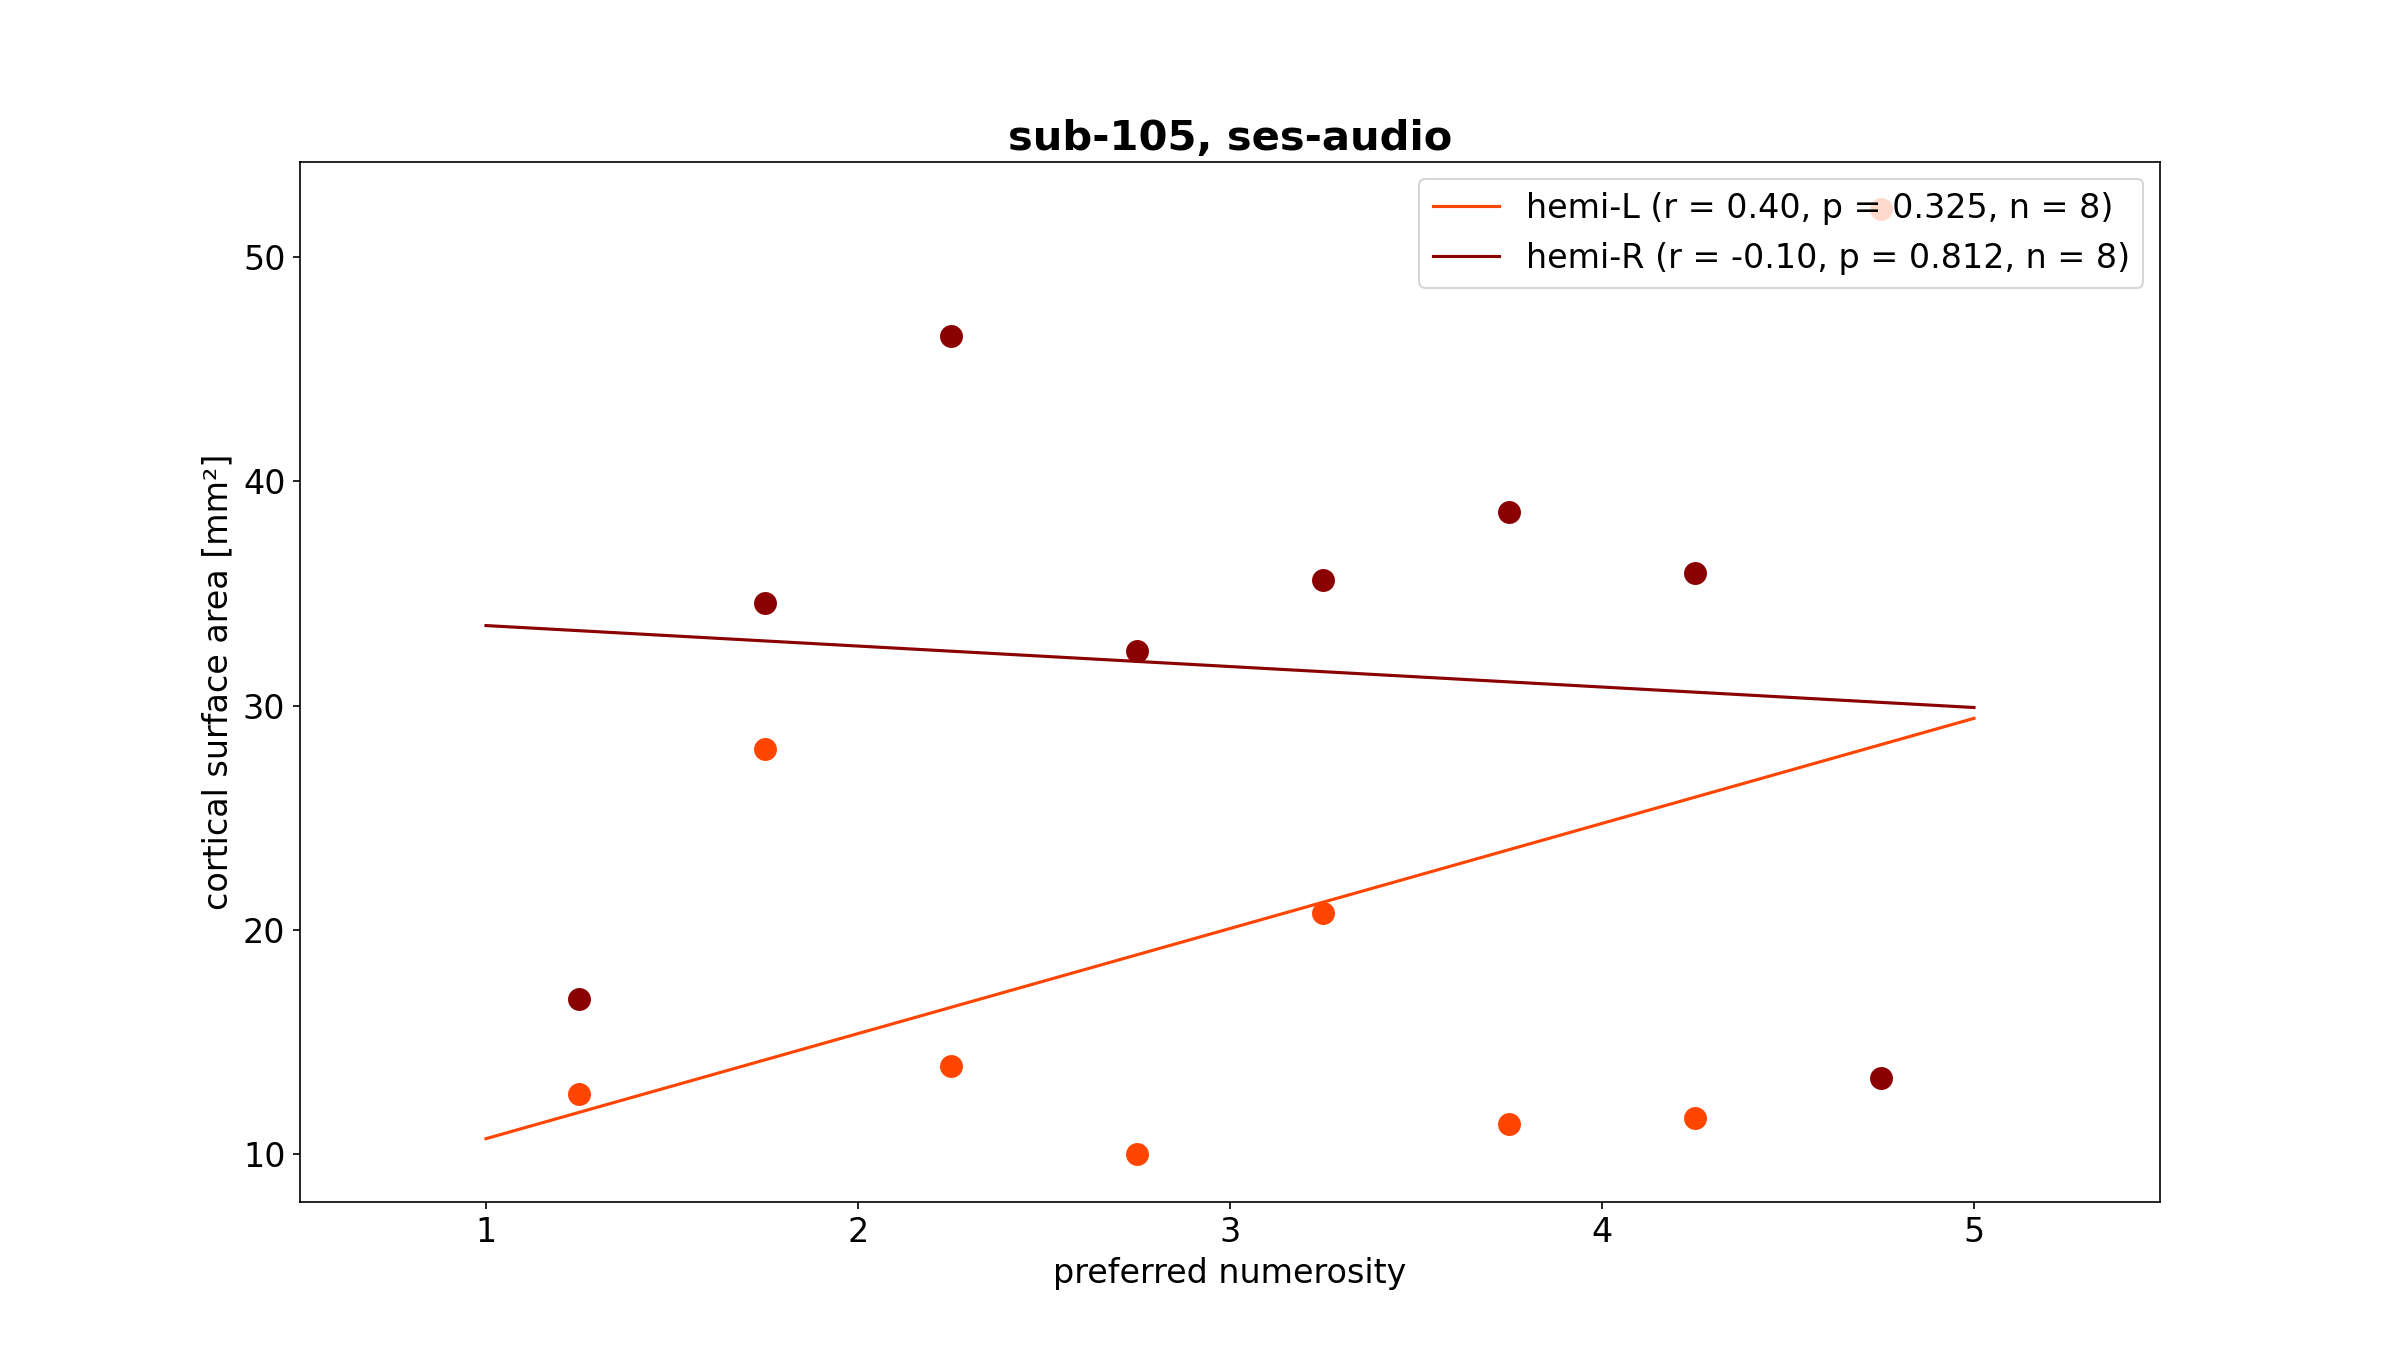 sub-105, ses-audio
hemi-L (r = 0.40, p = 0.325, n = 8)
hemi-R (r = -0.10, p = 0.812, n = 8)
50
40
30
20
10
cortical surface area [mm²]
1 2 3 4 5
preferred numerosity